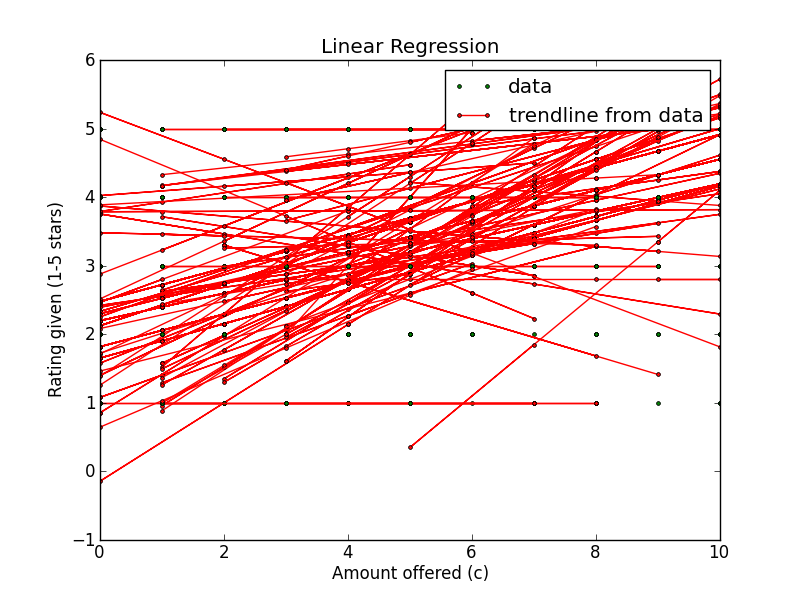 Linear Regression
data
trendline from data
6
5
4
3
2
1
0
−1
Rating given (1-5 stars)
0 2 4 6 8 10
Amount offered (c)